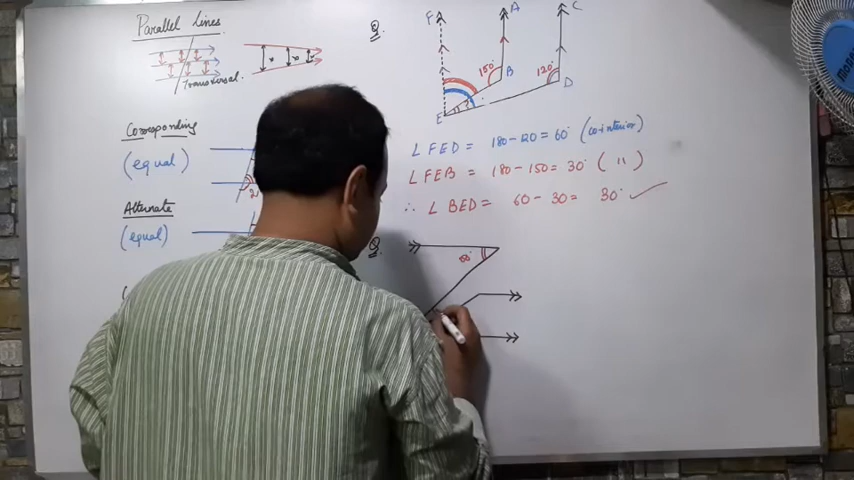 Parallel Lines
Transversal
Corresponding
(equal)
Alternate
(equal)
Q.
F
A
C
150°
B
120°
D
E
∠FED = 180-120=60° (co-interior)
∠FEB = 180-150=30° ( " )
∴ ∠BED= 60-30= 30° ✓
Q.
60°